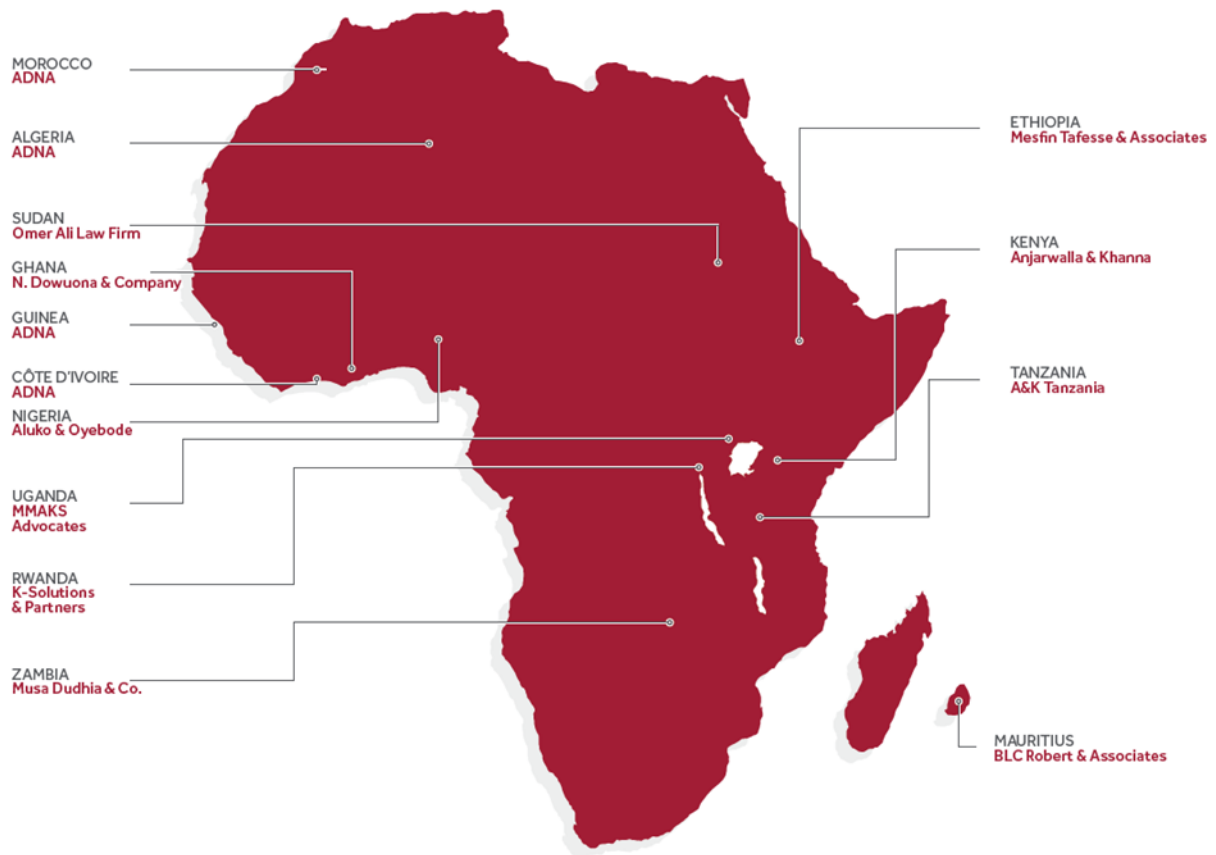 MOROCCO
ADNA
ALGERIA
ADNA
SUDAN
Omer Ali Law Firm
GHANA
N. Dowuona & Company
GUINEA
ADNA
CÔTE D'IVOIRE
ADNA
NIGERIA
Aluko & Oyebode
UGANDA
MMAKS
Advocates
RWANDA
K-Solutions
& Partners
ZAMBIA
Musa Dudhia & Co.
ETHIOPIA
Mesfin Tafesse & Associates
KENYA
Anjarwalla & Khanna
TANZANIA
A&K Tanzania
MAURITIUS
BLC Robert & Associates